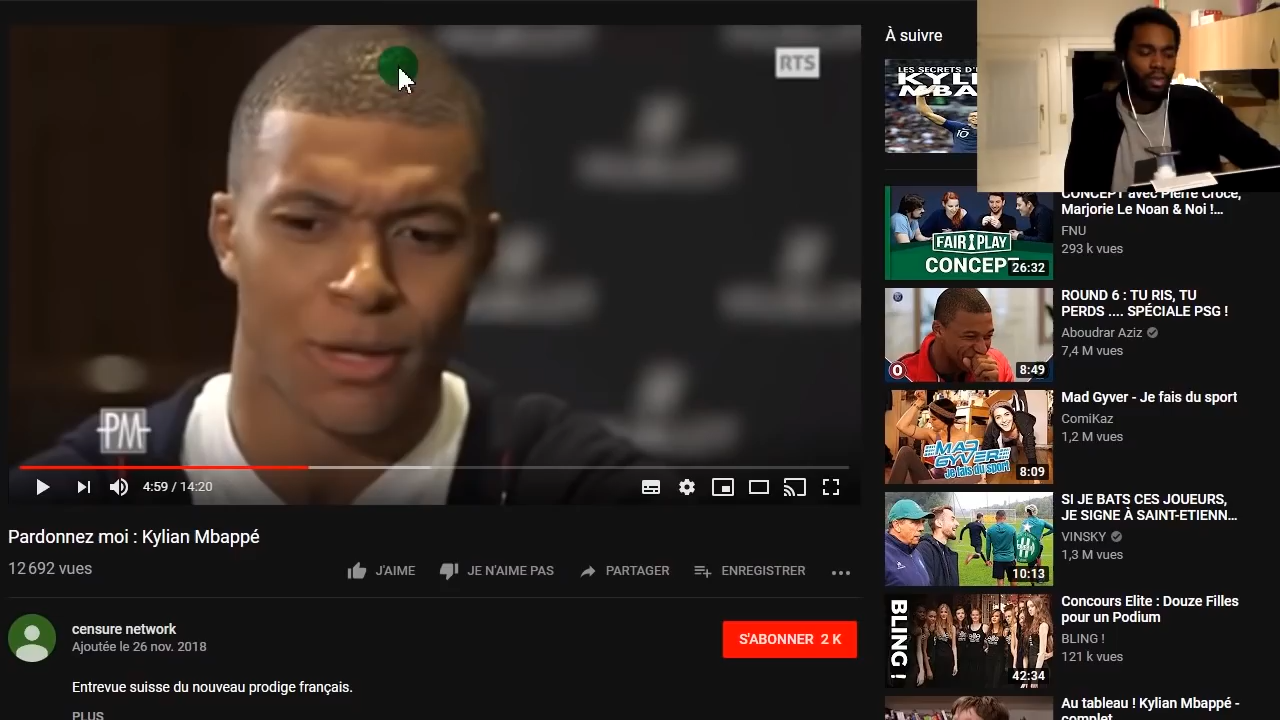 RTS
PM
4:59 / 14:20
Pardonnez moi : Kylian Mbappé
12 692 vues
J'AIME
JE N'AIME PAS
PARTAGER
ENREGISTRER
censure network
Ajoutée le 26 nov. 2018
S'ABONNER 2 K
Entrevue suisse du nouveau prodige français.
PLUS
À suivre
LES SECRETS D'
KYLI
MBA
10
CONCEPT avec Pierre Croce,
Marjorie Le Noan & Noi !...
FNU
293 k vues
FAIR PLAY
CONCEPT
26:32
ROUND 6 : TU RIS, TU
PERDS .... SPÉCIALE PSG !
Aboudrar Aziz
7,4 M vues
8:49
Mad Gyver - Je fais du sport
ComiKaz
1,2 M vues
MAD
GYVER
je fais du sport
8:09
SI JE BATS CES JOUEURS,
JE SIGNE À SAINT-ETIENN...
VINSKY
1,3 M vues
10:13
BLING !
Concours Elite : Douze Filles
pour un Podium
BLING !
121 k vues
42:34
Au tableau ! Kylian Mbappé -
complet